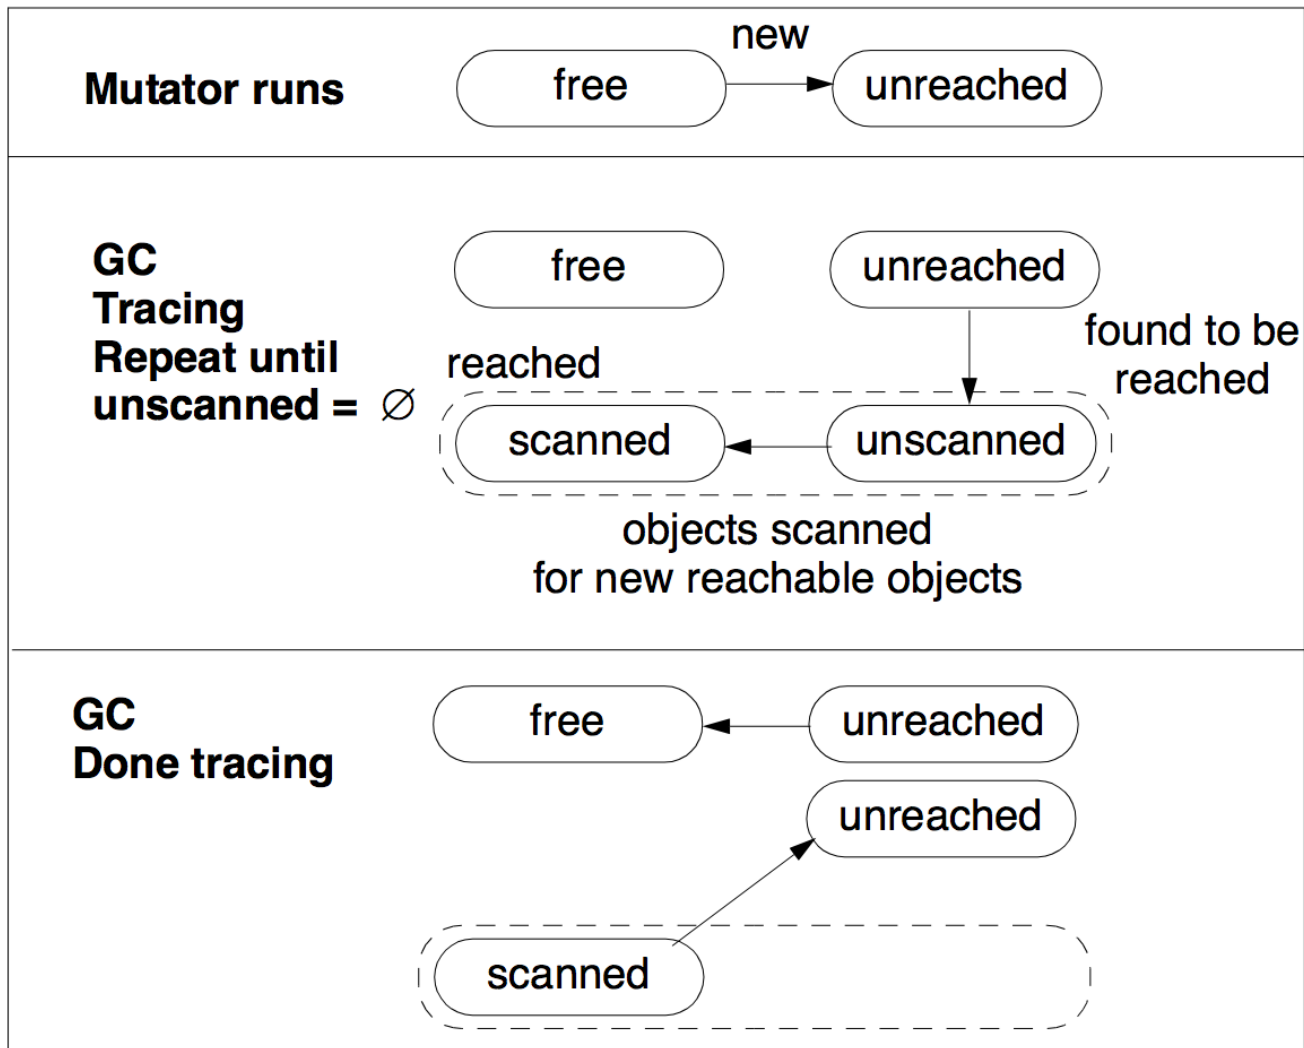 new
Mutator runs
free
unreached
GC
Tracing
Repeat until
unscanned = ∅
free
unreached
found to be
reached
reached
scanned
unscanned
objects scanned
for new reachable objects
GC
Done tracing
free
unreached
unreached
scanned